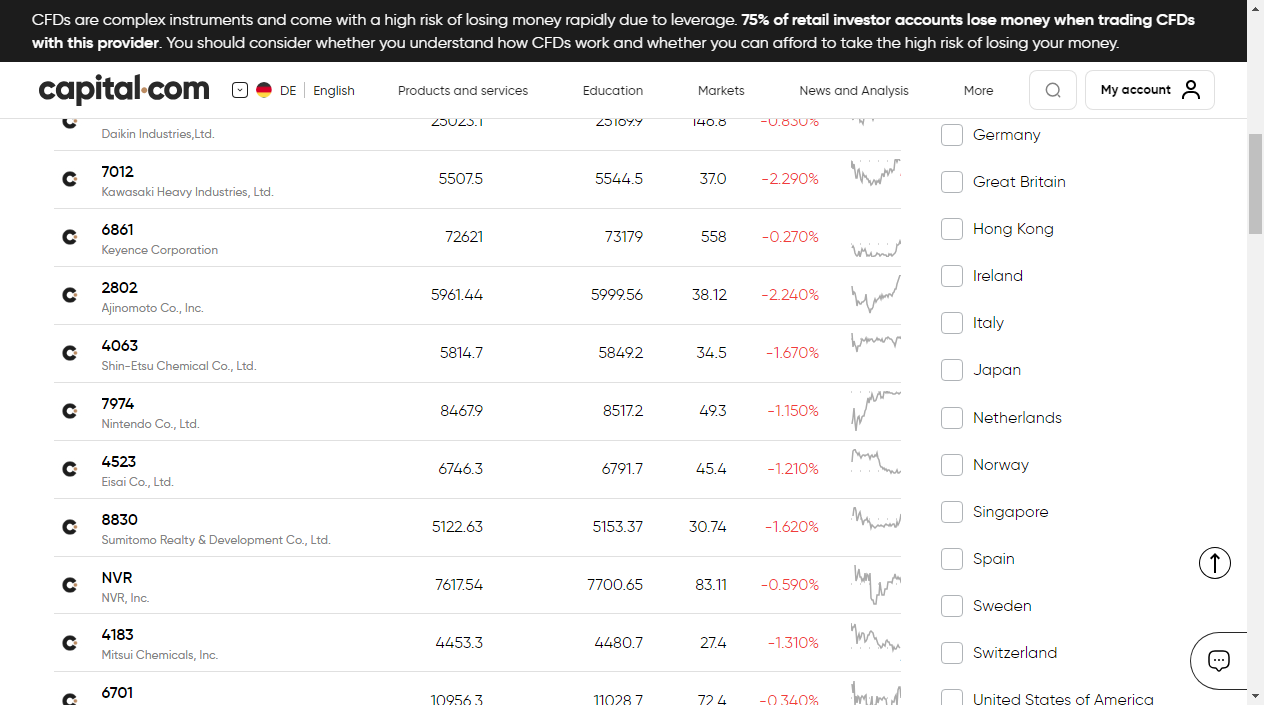 CFDs are complex instruments and come with a high risk of losing money rapidly due to leverage. 75% of retail investor accounts lose money when trading CFDs
with this provider. You should consider whether you understand how CFDs work and whether you can afford to take the high risk of losing your money.
capital.com DE English Products and services Education Markets News and Analysis More My account
25023.1 25169.9 146.8 -0.830%
Daikin Industries,Ltd.
7012 5507.5 5544.5 37.0 -2.290%
Kawasaki Heavy Industries, Ltd.
6861 72621 73179 558 -0.270%
Keyence Corporation
2802 5961.44 5999.56 38.12 -2.240%
Ajinomoto Co., Inc.
4063 5814.7 5849.2 34.5 -1.670%
Shin-Etsu Chemical Co., Ltd.
7974 8467.9 8517.2 49.3 -1.150%
Nintendo Co., Ltd.
4523 6746.3 6791.7 45.4 -1.210%
Eisai Co., Ltd.
8830 5122.63 5153.37 30.74 -1.620%
Sumitomo Realty & Development Co., Ltd.
NVR 7617.54 7700.65 83.11 -0.590%
NVR, Inc.
4183 4453.3 4480.7 27.4 -1.310%
Mitsui Chemicals, Inc.
6701 10956.3 11028.7 72.4 -0.340%
Germany
Great Britain
Hong Kong
Ireland
Italy
Japan
Netherlands
Norway
Singapore
Spain
Sweden
Switzerland
United States of America